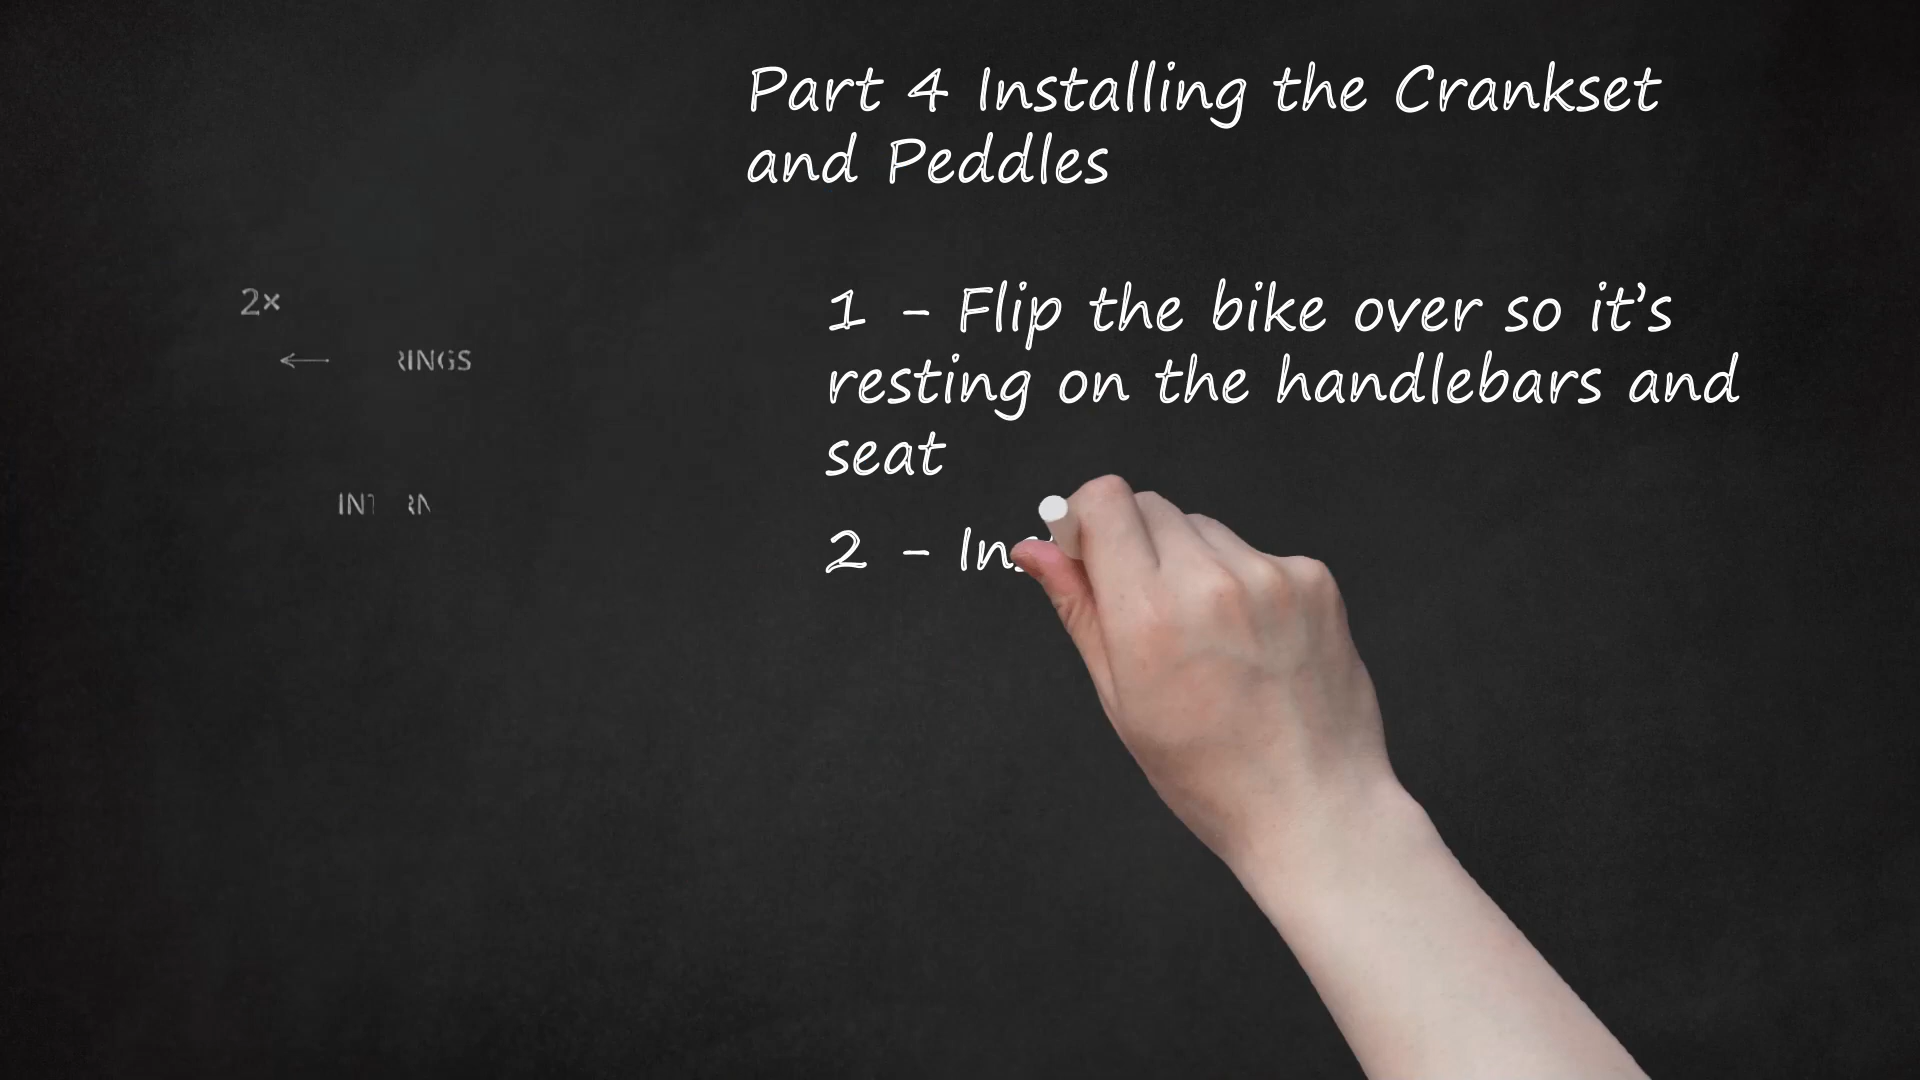 Part 4 Installing the Crankset
and Peddles
2×
1 - Flip the bike over so it’s
← RINGS
resting on the handlebars and
seat
2 -